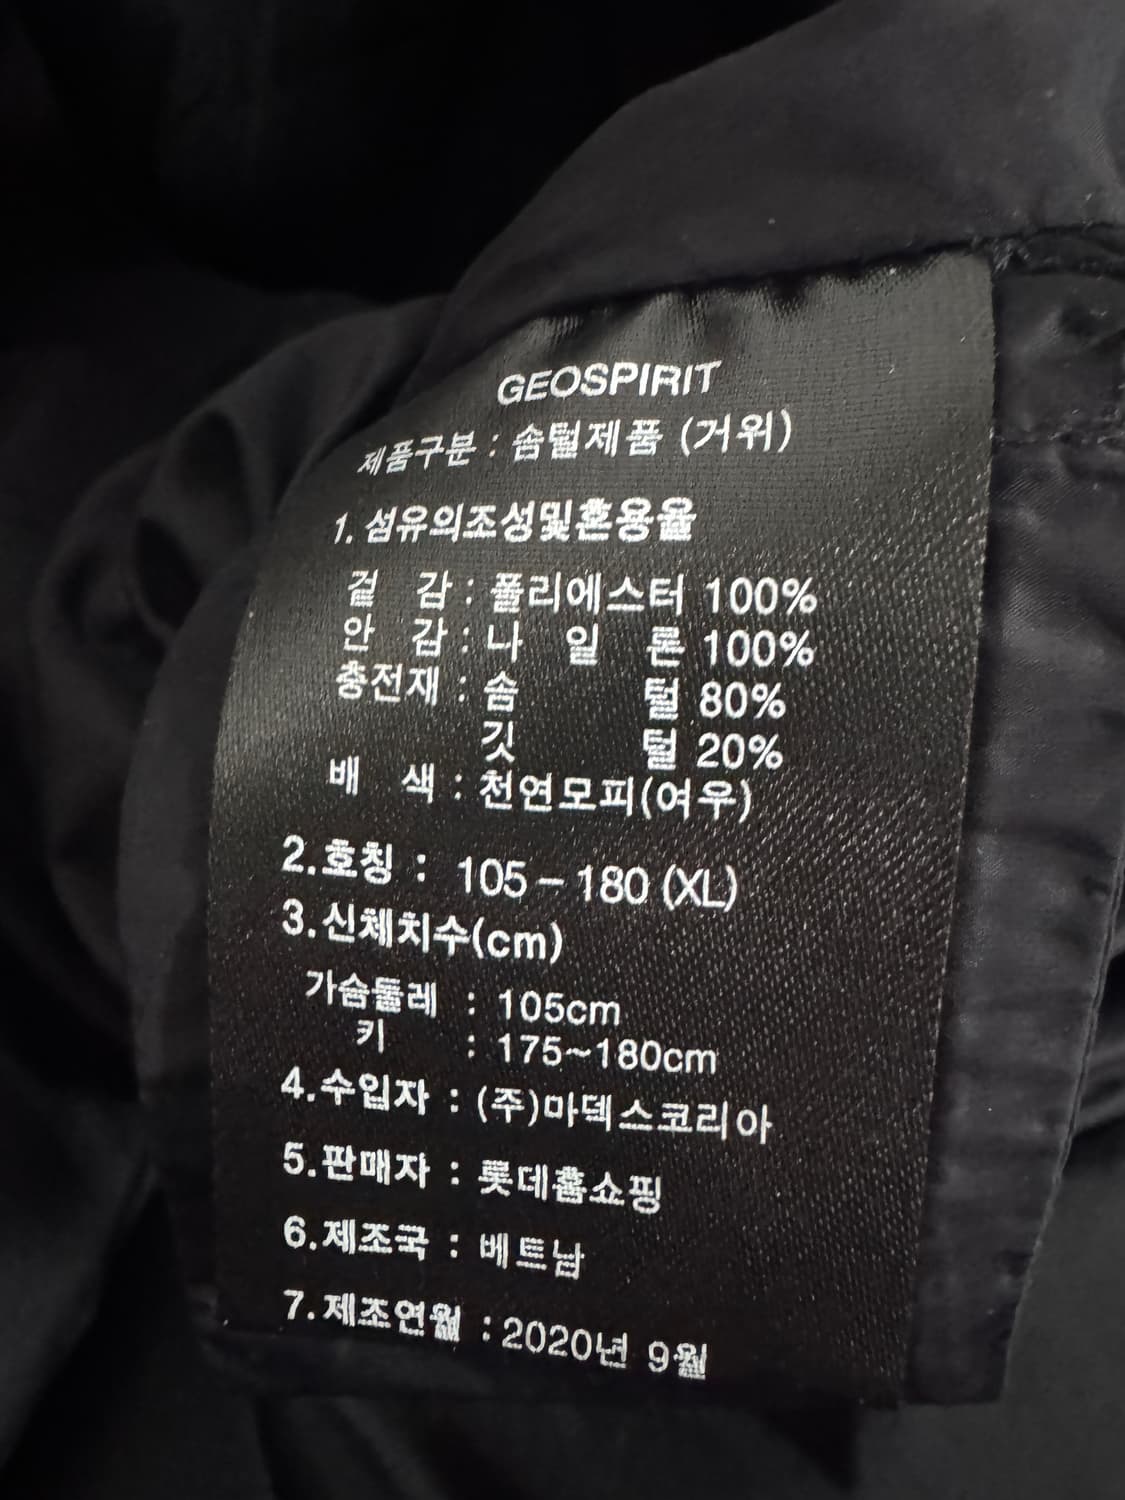 GEOSPIRIT
제품구분 : 솜털제품 (거위)
1. 섬유의조성및혼용율
겉 감 : 폴리에스터 100%
안 감 : 나 일 론 100%
충전재 : 솜 털 80%
깃 털 20%
배 색 : 천연모피(여우)
2.호칭 : 105 – 180 (XL)
3.신체치수(cm)
가슴둘레 : 105cm
키 : 175~180cm
4.수입자 : (주)마덱스코리아
5.판매자 : 롯데홈쇼핑
6.제조국 : 베트남
7.제조연월 : 2020년 9월